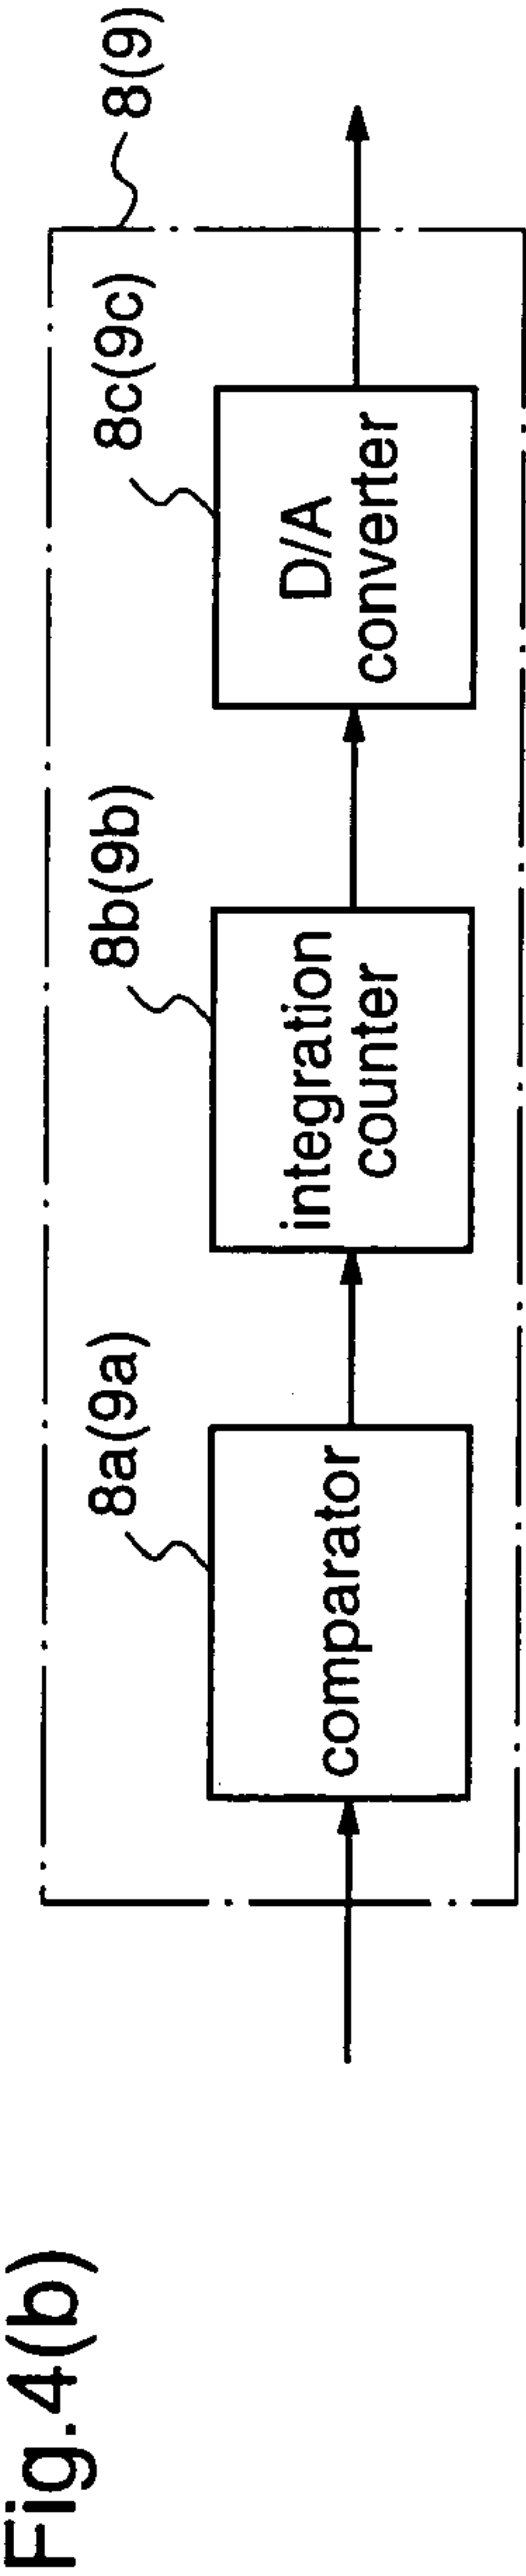 Fig.4(b)
8(9)
8a(9a)
8b(9b)
8c(9c)
comparator
integration
counter
D/A
converter